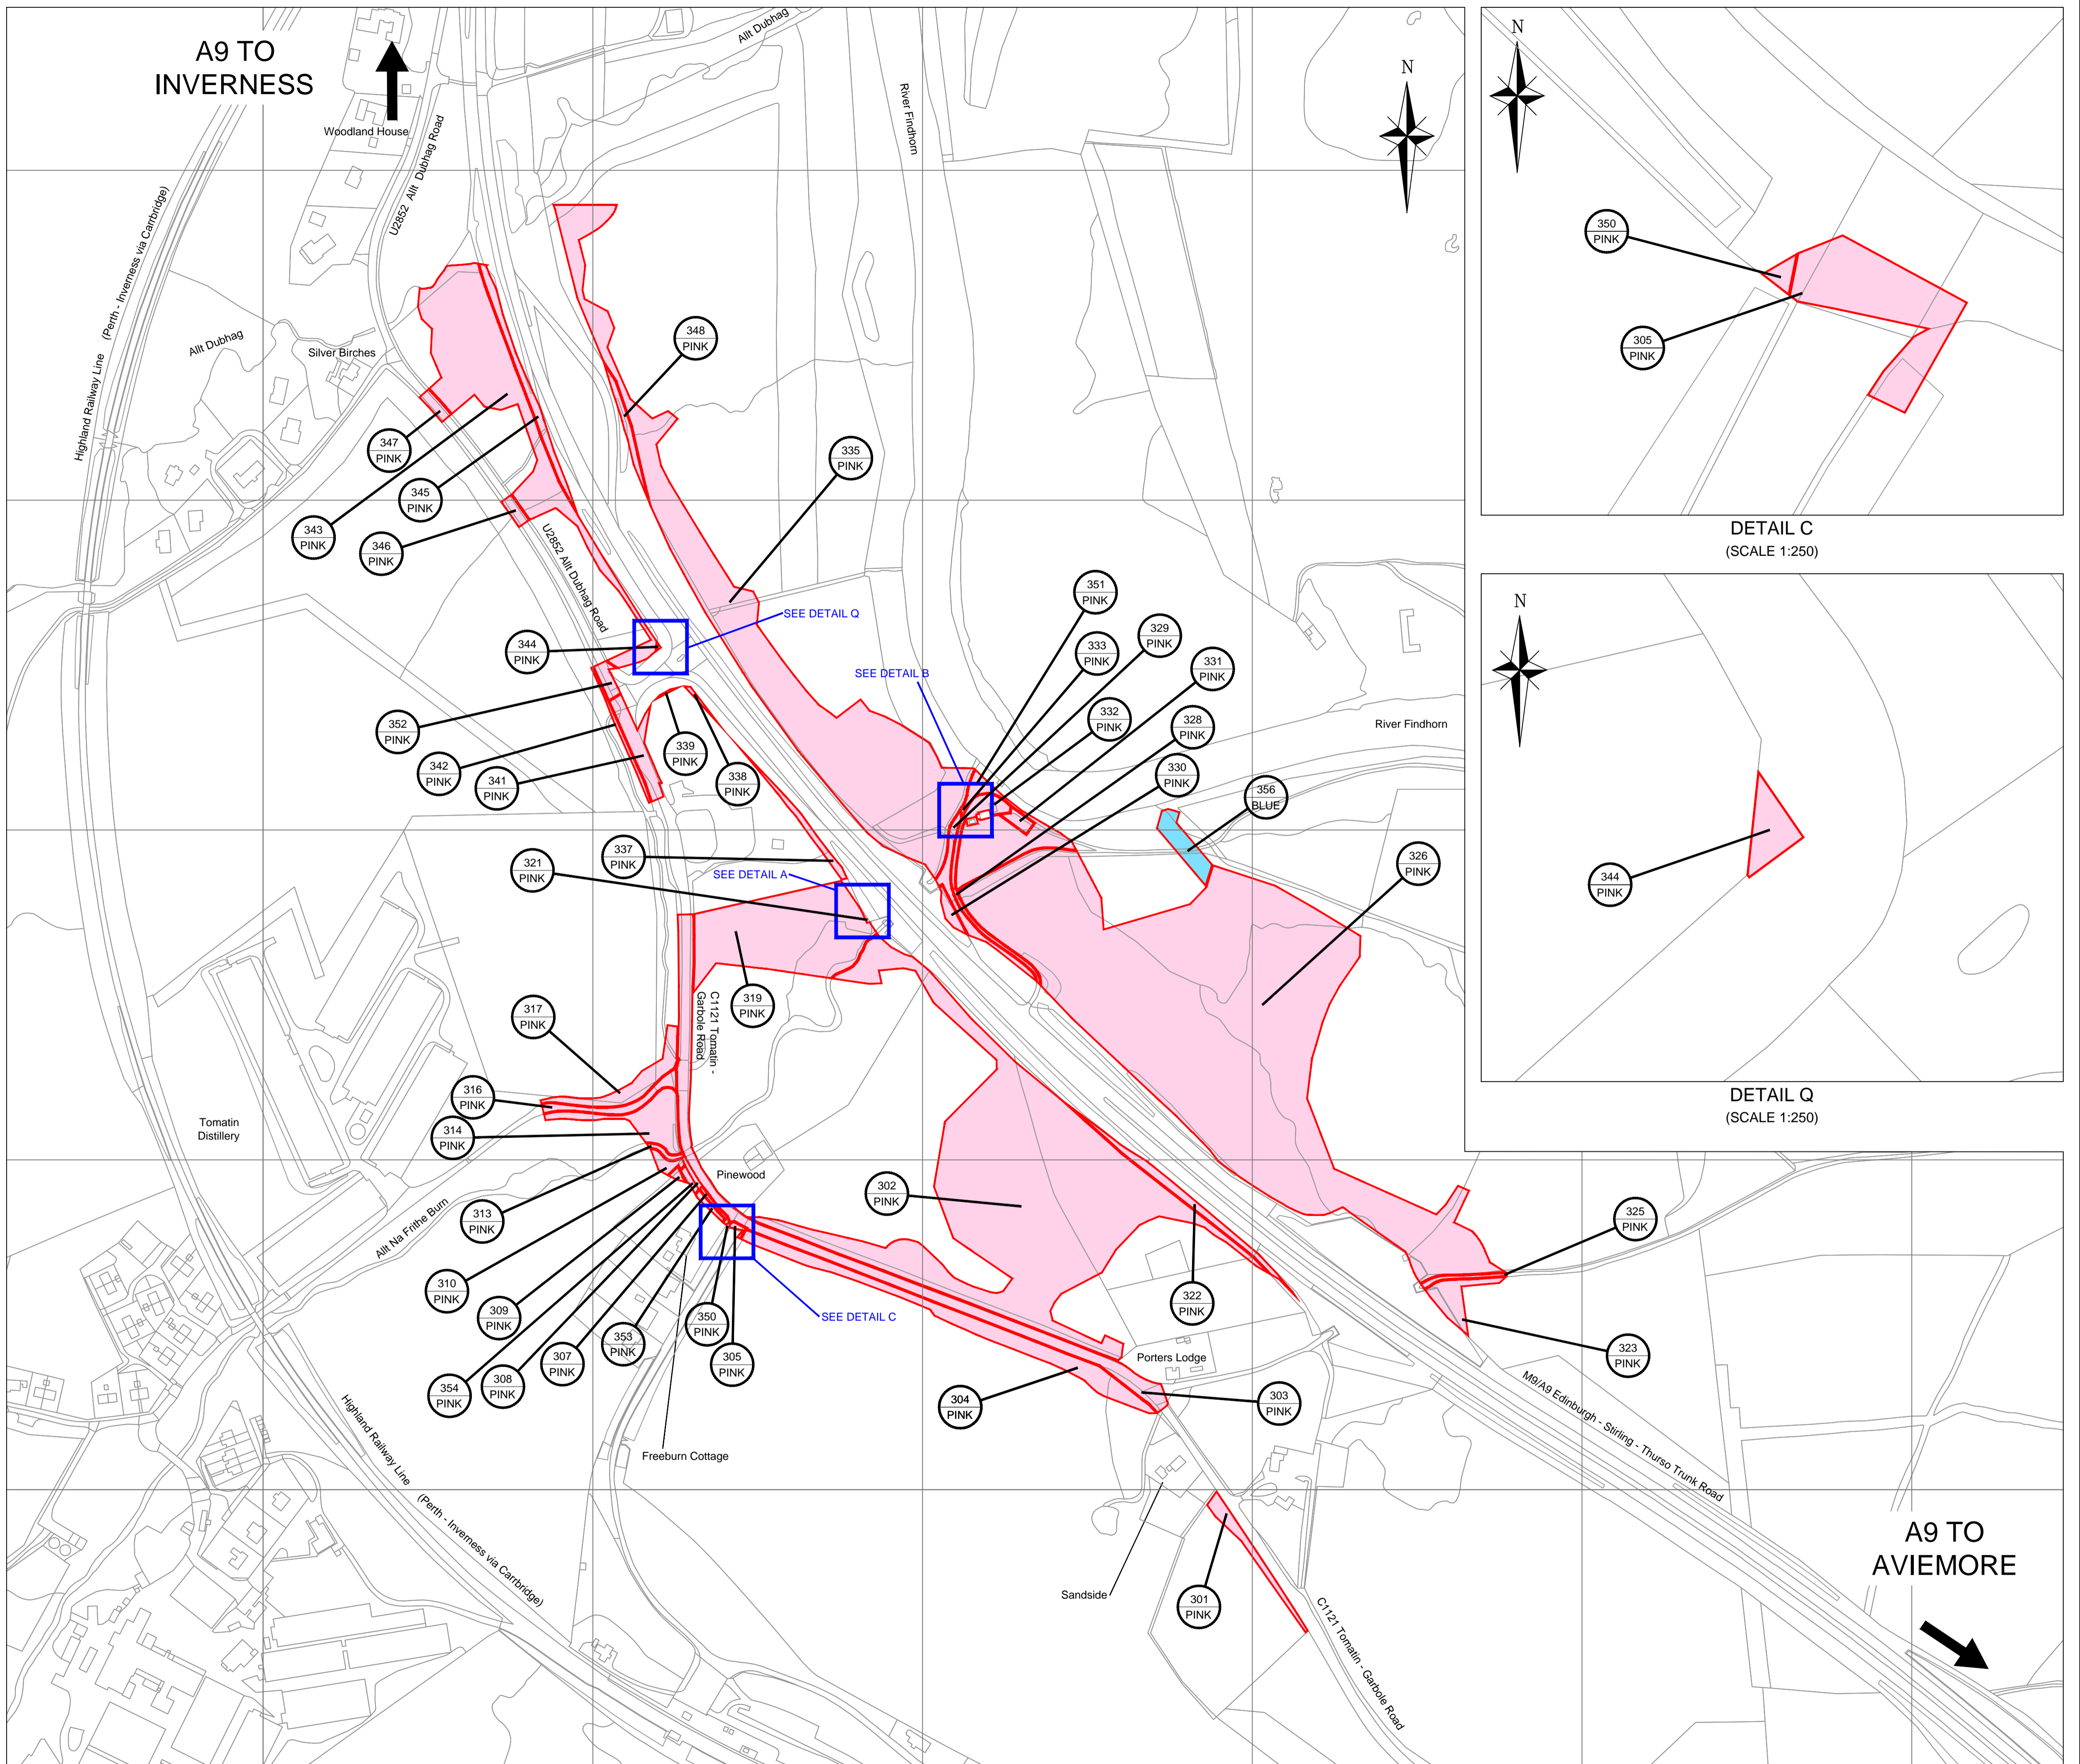 A9 TO
INVERNESS
Woodland House
U2852 Allt Dubhag Road
Allt Dubhag
River Findhorn
N
Highland Railway Line (Perth - Inverness via Carrbridge)
Allt Dubhag
Silver Birches
348
PINK
335
PINK
347
PINK
345
PINK
343
PINK
346
PINK
U2852 Allt Dubhag Road
SEE DETAIL Q
344
PINK
SEE DETAIL B
351
PINK
333
PINK
329
PINK
331
PINK
332
PINK
328
PINK
330
PINK
356
BLUE
River Findhorn
352
PINK
342
PINK
341
PINK
339
PINK
338
PINK
337
PINK
321
PINK
SEE DETAIL A
326
PINK
319
PINK
C1121 Tomatin -
Garbole Road
317
PINK
316
PINK
314
PINK
Tomatin
Distillery
Allt Na Frithe Burn
Pinewood
302
PINK
313
PINK
310
PINK
309
PINK
354
PINK
308
PINK
307
PINK
353
PINK
350
PINK
305
PINK
SEE DETAIL C
322
PINK
325
PINK
323
PINK
Porters Lodge
304
PINK
303
PINK
Freeburn Cottage
Highland Railway Line (Perth - Inverness via Carrbridge)
Sandside
301
PINK
C1121 Tomatin - Garbole Road
M9/A9 Edinburgh - Stirling - Thurso Trunk Road
A9 TO
AVIEMORE
N
350
PINK
305
PINK
DETAIL C
(SCALE 1:250)
N
344
PINK
DETAIL Q
(SCALE 1:250)